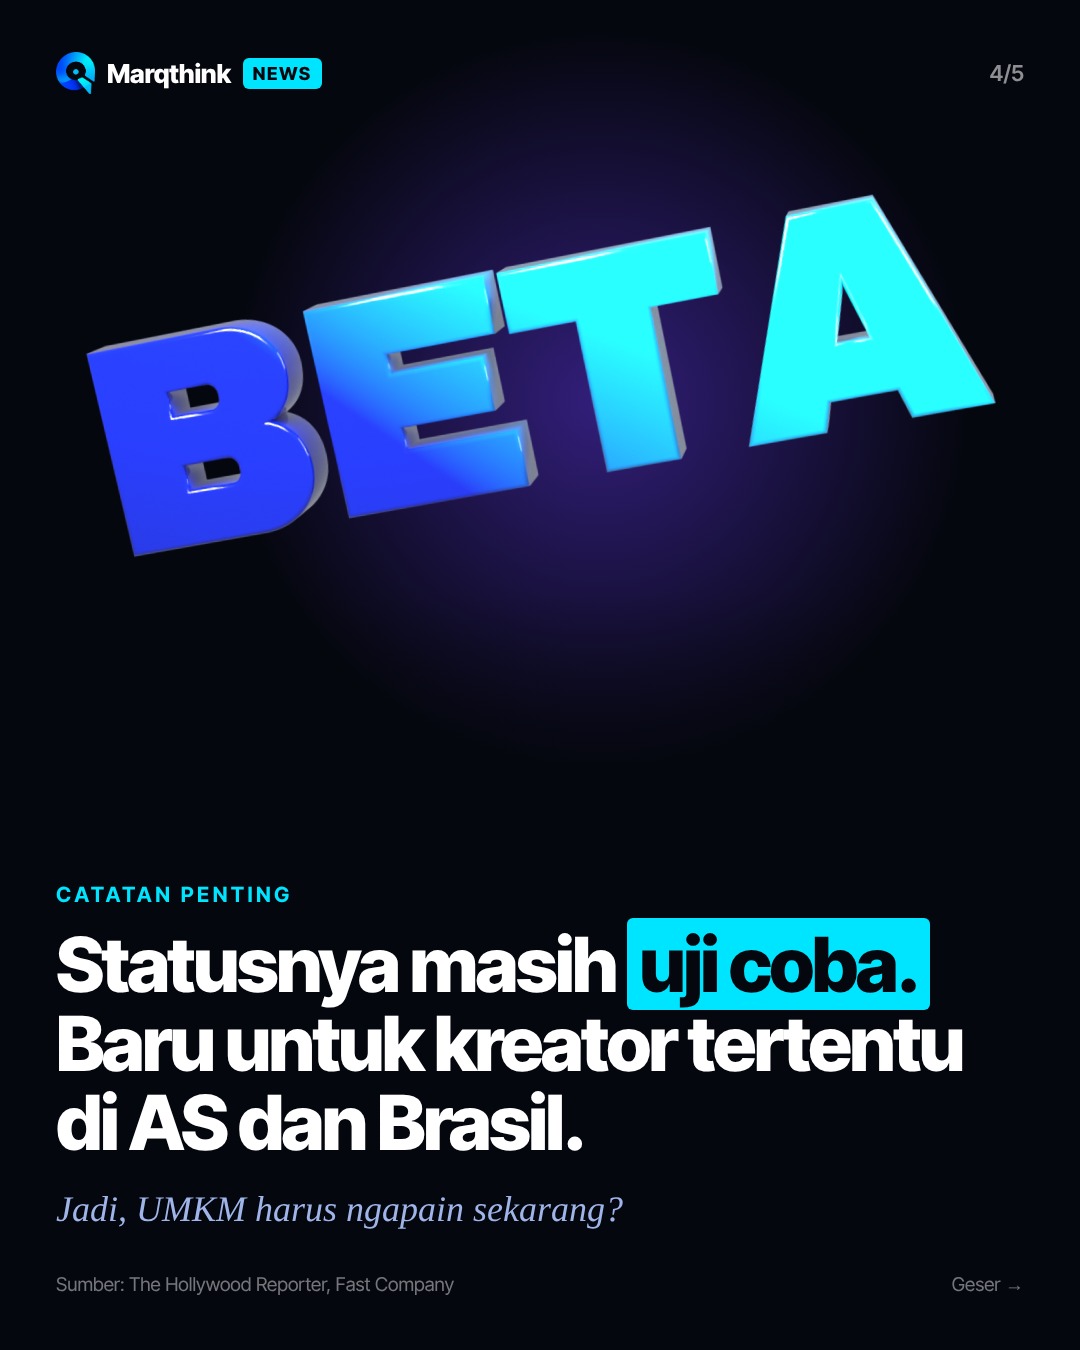 Marqthink NEWS
4/5
BETA
CATATAN PENTING
Statusnya masih uji coba.
Baru untuk kreator tertentu
di AS dan Brasil.
Jadi, UMKM harus ngapain sekarang?
Sumber: The Hollywood Reporter, Fast Company
Geser →